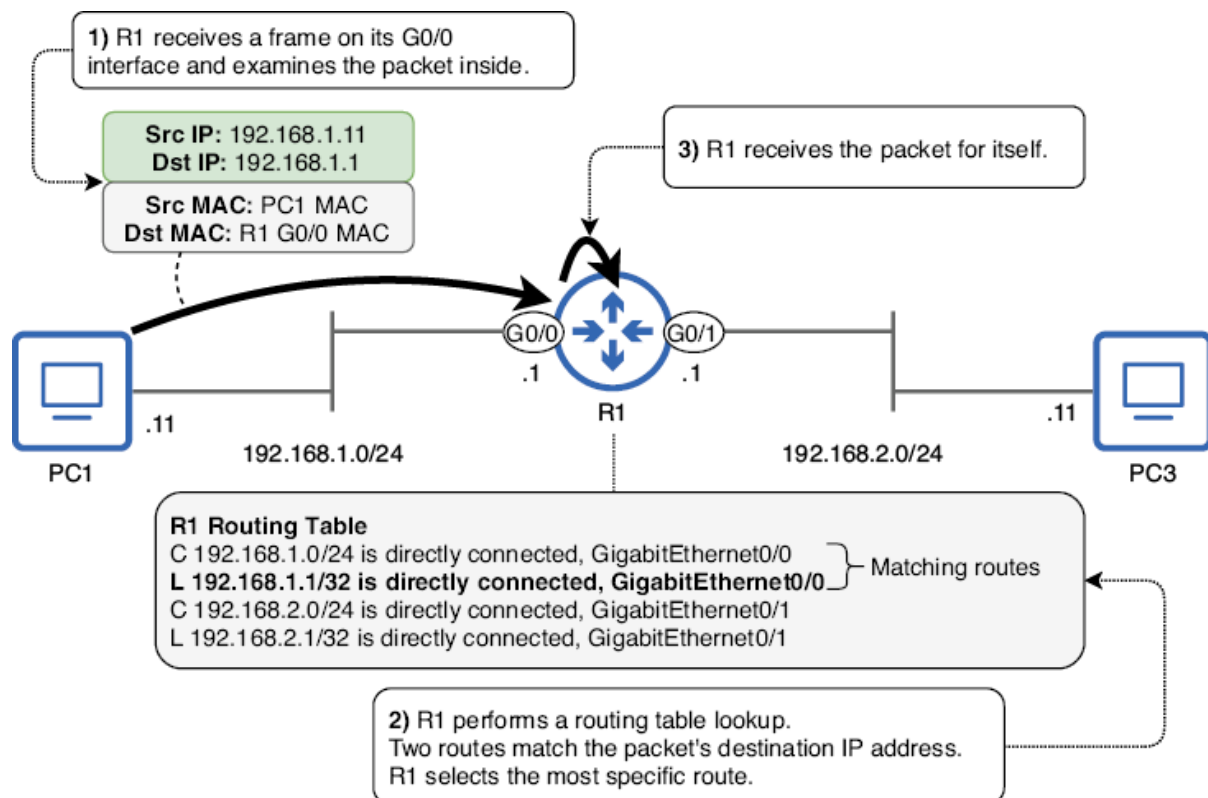 1) R1 receives a frame on its G0/0
interface and examines the packet inside.
Src IP: 192.168.1.11
Dst IP: 192.168.1.1
Src MAC: PC1 MAC
Dst MAC: R1 G0/0 MAC
3) R1 receives the packet for itself.
G0/0
G0/1
.1
.1
R1
.11
.11
PC1
192.168.1.0/24
192.168.2.0/24
PC3
R1 Routing Table
C 192.168.1.0/24 is directly connected, GigabitEthernet0/0
L 192.168.1.1/32 is directly connected, GigabitEthernet0/0
Matching routes
C 192.168.2.0/24 is directly connected, GigabitEthernet0/1
L 192.168.2.1/32 is directly connected, GigabitEthernet0/1
2) R1 performs a routing table lookup.
Two routes match the packet's destination IP address.
R1 selects the most specific route.